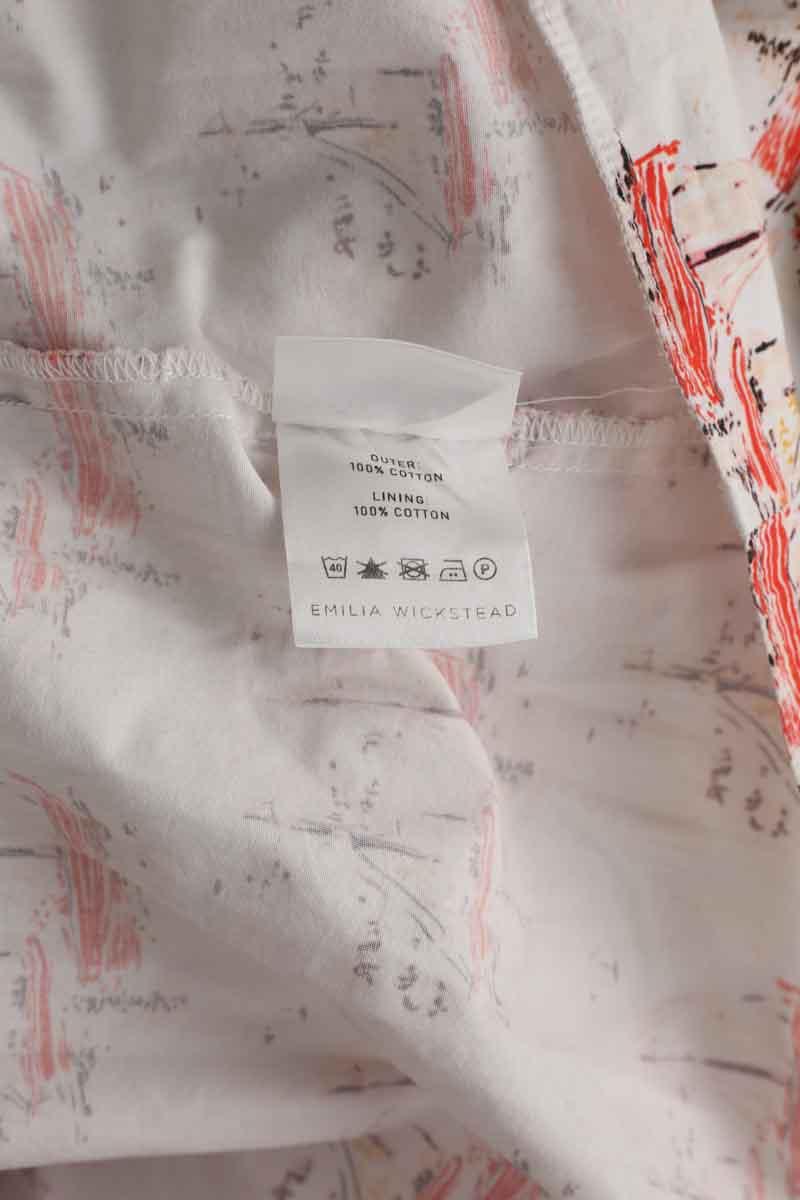 OUTER:
100% COTTON
LINING:
100% COTTON
40 P
EMILIA WICKSTEAD